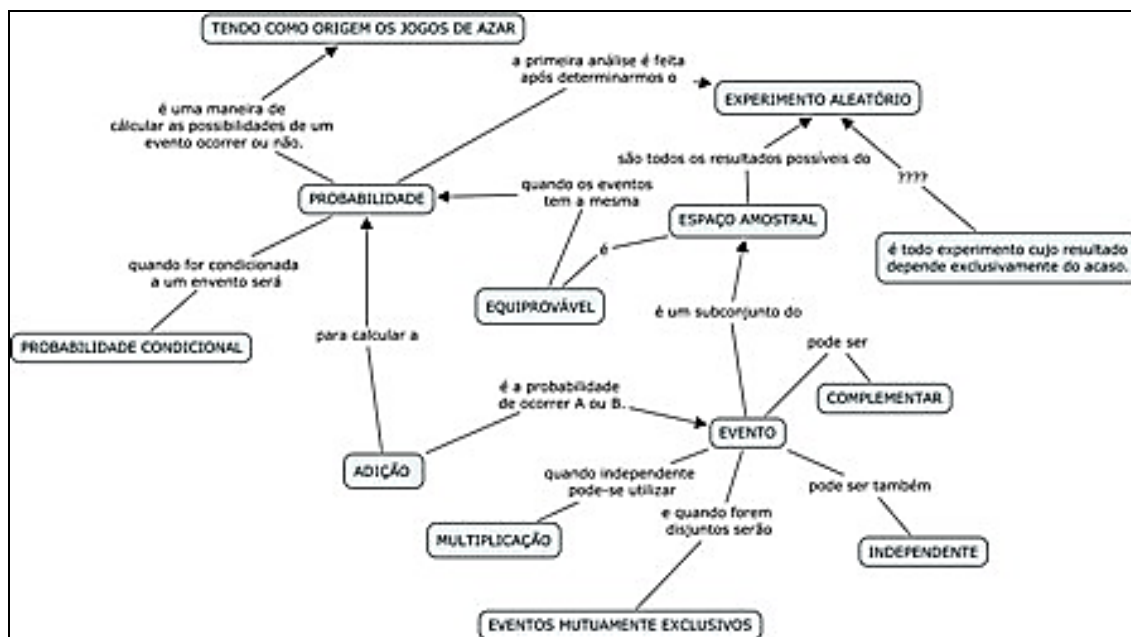 TENDO COMO ORIGEM OS JOGOS DE AZAR
a primeira análise é feita
após determinarmos o
EXPERIMENTO ALEATÓRIO
é uma maneira de
cálcular as possibilidades de um
evento ocorrer ou não.
são todos os resultados possíveis do
????
quando os eventos
tem a mesma
PROBABILIDADE
ESPAÇO AMOSTRAL
é todo experimento cujo resultado
depende exclusivamente do acaso.
é
quando for condicionada
a um envento será
EQUIPROVÁVEL
é um subconjunto do
PROBABILIDADE CONDICIONAL
para calcular a
pode ser
COMPLEMENTAR
é a probabilidade
de ocorrer A ou B.
EVENTO
ADIÇÃO
quando independente
pode-se utilizar
pode ser também
e quando forem
disjuntos serão
MULTIPLICAÇÃO
INDEPENDENTE
EVENTOS MUTUAMENTE EXCLUSIVOS